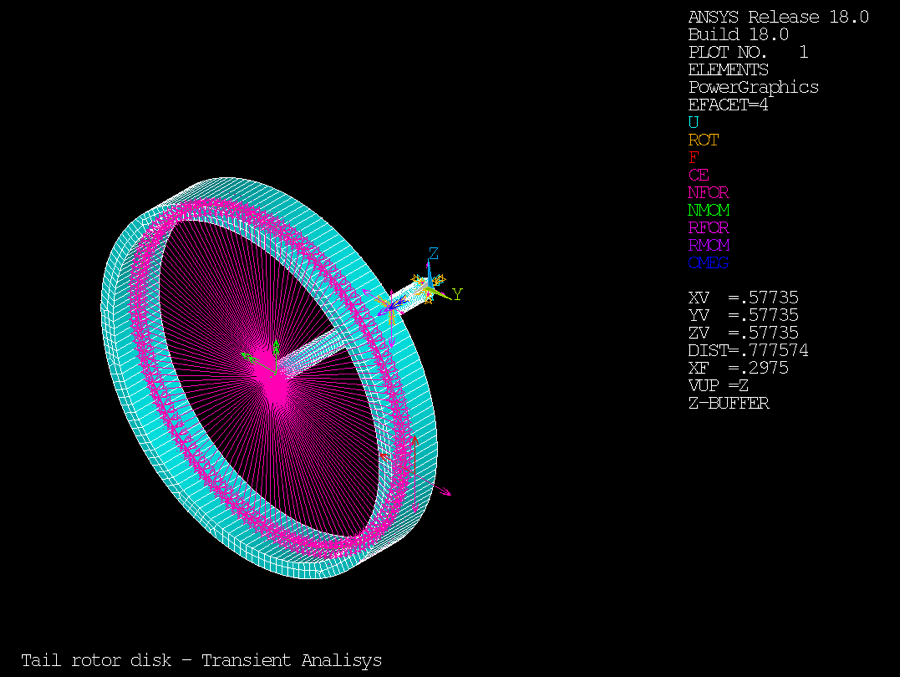 ANSYS Release 18.0
Build 18.0
PLOT NO.   1
ELEMENTS
PowerGraphics
EFACET=4
U
ROT
F
CE
NFOR
NMOM
RFOR
RMOM
OMEG
XV  =.57735
YV  =.57735
ZV  =.57735
DIST=.777574
XF  =.2975
VUP =Z
Z-BUFFER
Z
Y
Tail rotor disk - Transient Analisys